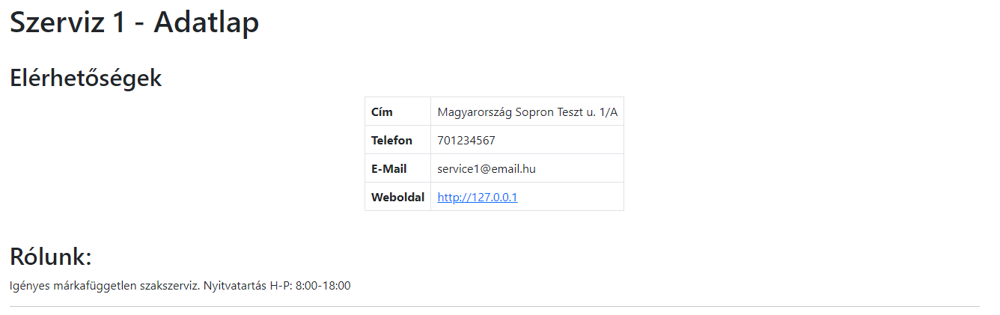 Szerviz 1 - Adatlap
Elérhetőségek
Cím Magyarország Sopron Teszt u. 1/A
Telefon 701234567
E-Mail service1@email.hu
Weboldal http://127.0.0.1
Rólunk:
Igényes márkafüggetlen szakszerviz. Nyitvatartás H-P: 8:00-18:00